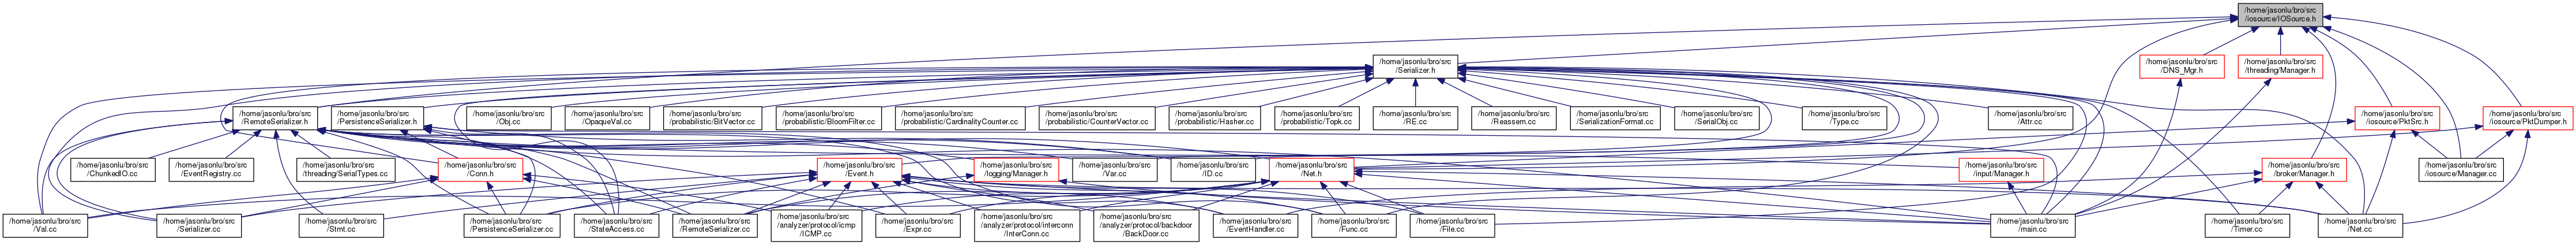 /home/jasonlu/bro/src
/iosource/IOSource.h
/home/jasonlu/bro/src
/Serializer.h
/home/jasonlu/bro/src
/DNS_Mgr.h
/home/jasonlu/bro/src
/threading/Manager.h
/home/jasonlu/bro/src
/RemoteSerializer.h
/home/jasonlu/bro/src
/PersistenceSerializer.h
/home/jasonlu/bro/src
/Obj.cc
/home/jasonlu/bro/src
/OpaqueVal.cc
/home/jasonlu/bro/src
/probabilistic/BitVector.cc
/home/jasonlu/bro/src
/probabilistic/BloomFilter.cc
/home/jasonlu/bro/src
/probabilistic/CardinalityCounter.cc
/home/jasonlu/bro/src
/probabilistic/CounterVector.cc
/home/jasonlu/bro/src
/probabilistic/Hasher.cc
/home/jasonlu/bro/src
/probabilistic/Topk.cc
/home/jasonlu/bro/src
/RE.cc
/home/jasonlu/bro/src
/Reassem.cc
/home/jasonlu/bro/src
/SerializationFormat.cc
/home/jasonlu/bro/src
/SerialObj.cc
/home/jasonlu/bro/src
/Type.cc
/home/jasonlu/bro/src
/Attr.cc
/home/jasonlu/bro/src
/iosource/PktSrc.h
/home/jasonlu/bro/src
/iosource/PktDumper.h
/home/jasonlu/bro/src
/ChunkedIO.cc
/home/jasonlu/bro/src
/EventRegistry.cc
/home/jasonlu/bro/src
/threading/SerialTypes.cc
/home/jasonlu/bro/src
/Conn.h
/home/jasonlu/bro/src
/Event.h
/home/jasonlu/bro/src
/logging/Manager.h
/home/jasonlu/bro/src
/Var.cc
/home/jasonlu/bro/src
/ID.cc
/home/jasonlu/bro/src
/Net.h
/home/jasonlu/bro/src
/input/Manager.h
/home/jasonlu/bro/src
/broker/Manager.h
/home/jasonlu/bro/src
/iosource/Manager.cc
/home/jasonlu/bro/src
/Val.cc
/home/jasonlu/bro/src
/Serializer.cc
/home/jasonlu/bro/src
/Stmt.cc
/home/jasonlu/bro/src
/PersistenceSerializer.cc
/home/jasonlu/bro/src
/StateAccess.cc
/home/jasonlu/bro/src
/RemoteSerializer.cc
/home/jasonlu/bro/src
/analyzer/protocol/icmp
/ICMP.cc
/home/jasonlu/bro/src
/Expr.cc
/home/jasonlu/bro/src
/analyzer/protocol/interconn
/InterConn.cc
/home/jasonlu/bro/src
/analyzer/protocol/backdoor
/BackDoor.cc
/home/jasonlu/bro/src
/EventHandler.cc
/home/jasonlu/bro/src
/Func.cc
/home/jasonlu/bro/src
/File.cc
/home/jasonlu/bro/src
/main.cc
/home/jasonlu/bro/src
/Timer.cc
/home/jasonlu/bro/src
/Net.cc